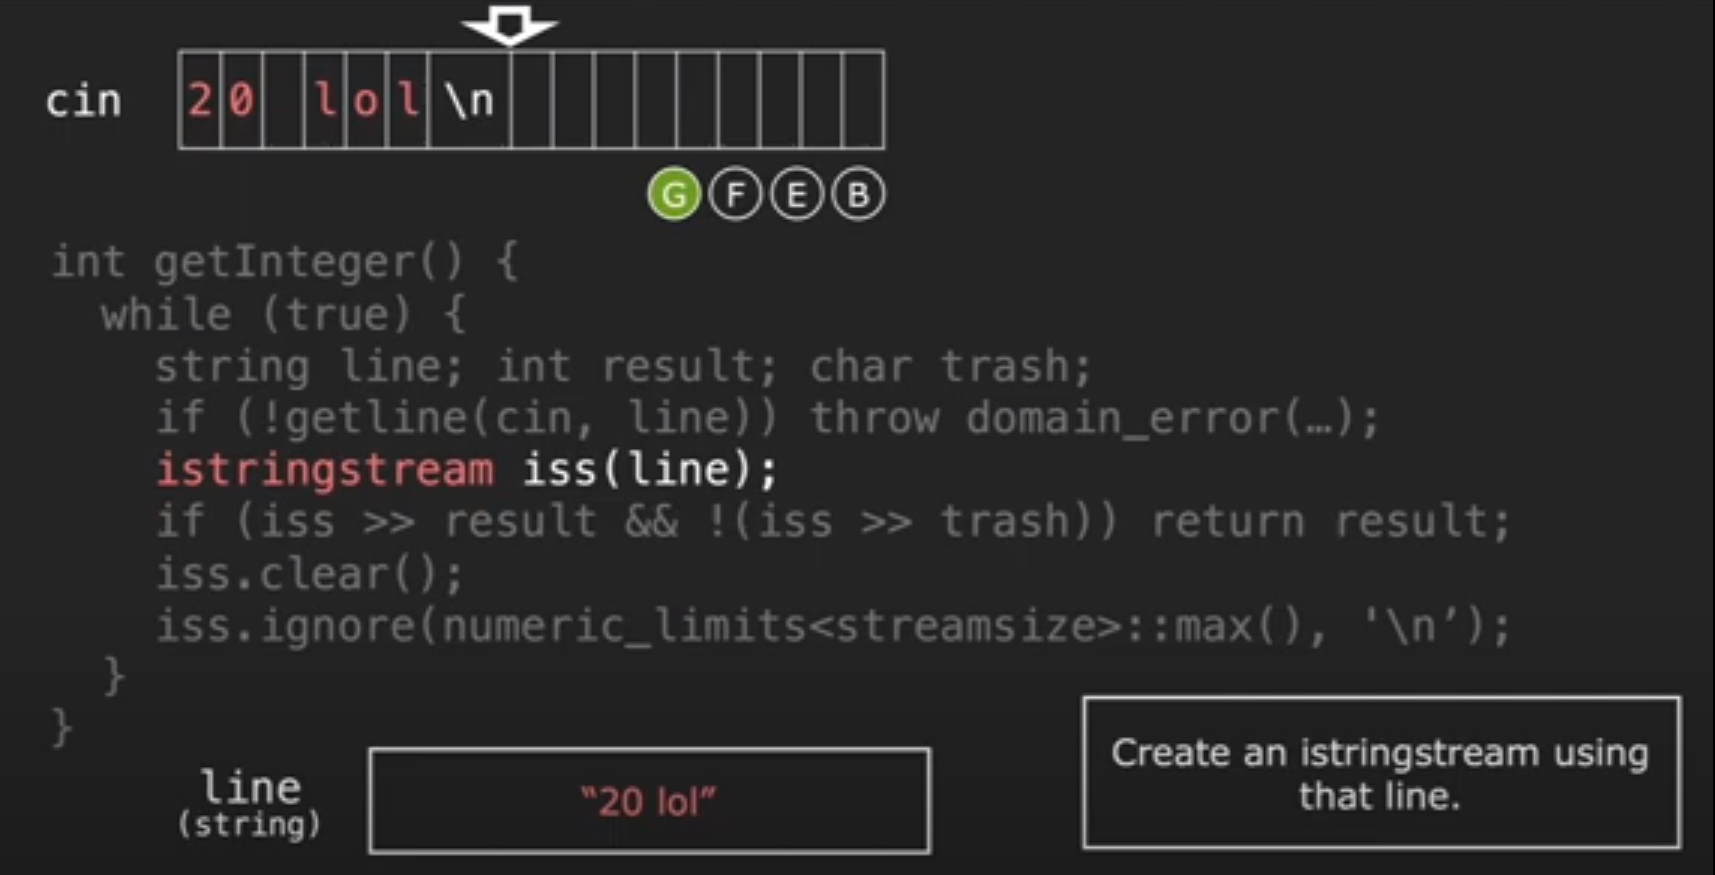 cin 20 lol\n
G F E B
int getInteger() {
while (true) {
string line; int result; char trash;
if (!getline(cin, line)) throw domain_error(…);
istringstream iss(line);
if (iss >> result && !(iss >> trash)) return result;
iss.clear();
iss.ignore(numeric_limits<streamsize>::max(), '\n’);
}
}
line
(string)
“20 lol”
Create an istringstream using
that line.